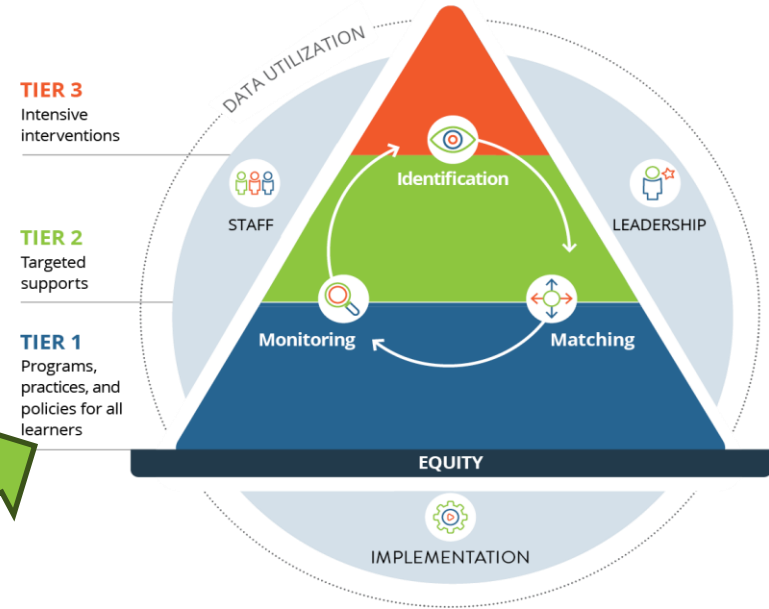 DATA UTILIZATION
TIER 3
Intensive
interventions
STAFF
LEADERSHIP
Identification
TIER 2
Targeted
supports
TIER 1
Programs,
practices, and
policies for all
learners
Monitoring
Matching
EQUITY
IMPLEMENTATION